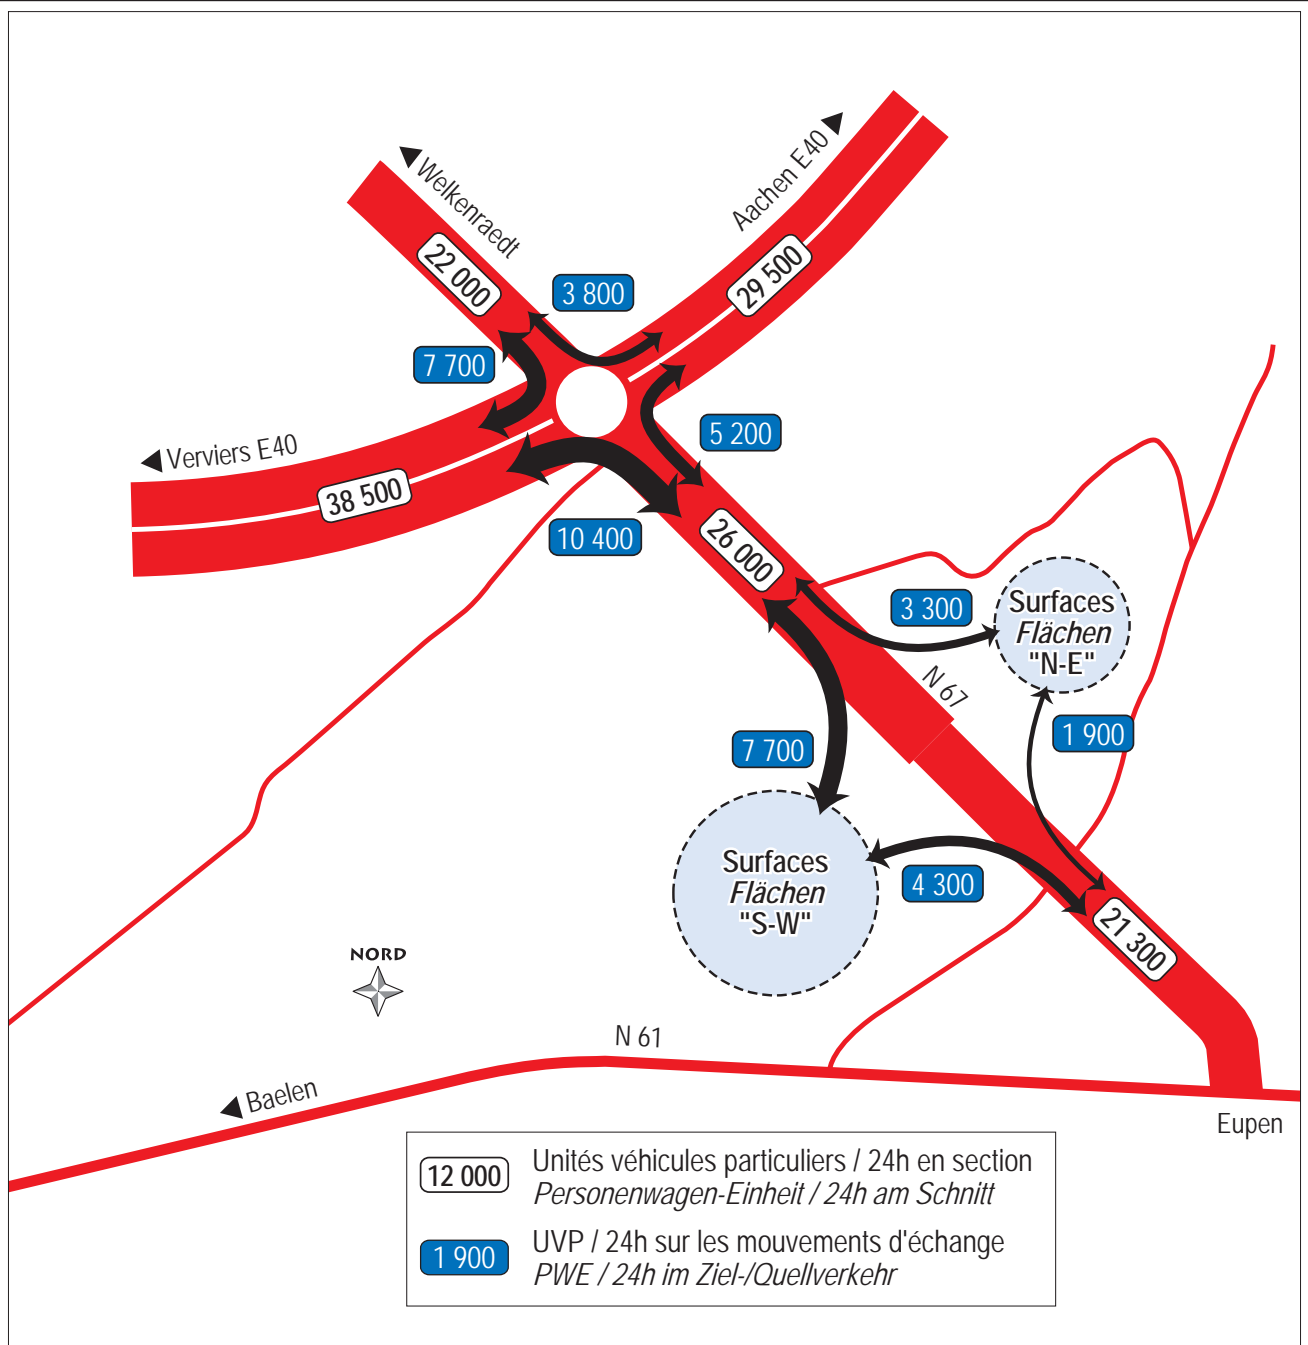 Welkenraedt
Aachen E40
22 000
3 800
29 500
7 700
5 200
Verviers E40
38 500
10 400
26 000
3 300
Surfaces
Flächen
"N-E"
N 67
1 900
7 700
Surfaces
Flächen
"S-W"
4 300
21 300
NORD
N 61
Baelen
Eupen
12 000
Unités véhicules particuliers / 24h en section
Personenwagen-Einheit / 24h am Schnitt
1 900
UVP / 24h sur les mouvements d'échange
PWE / 24h im Ziel-/Quellverkehr